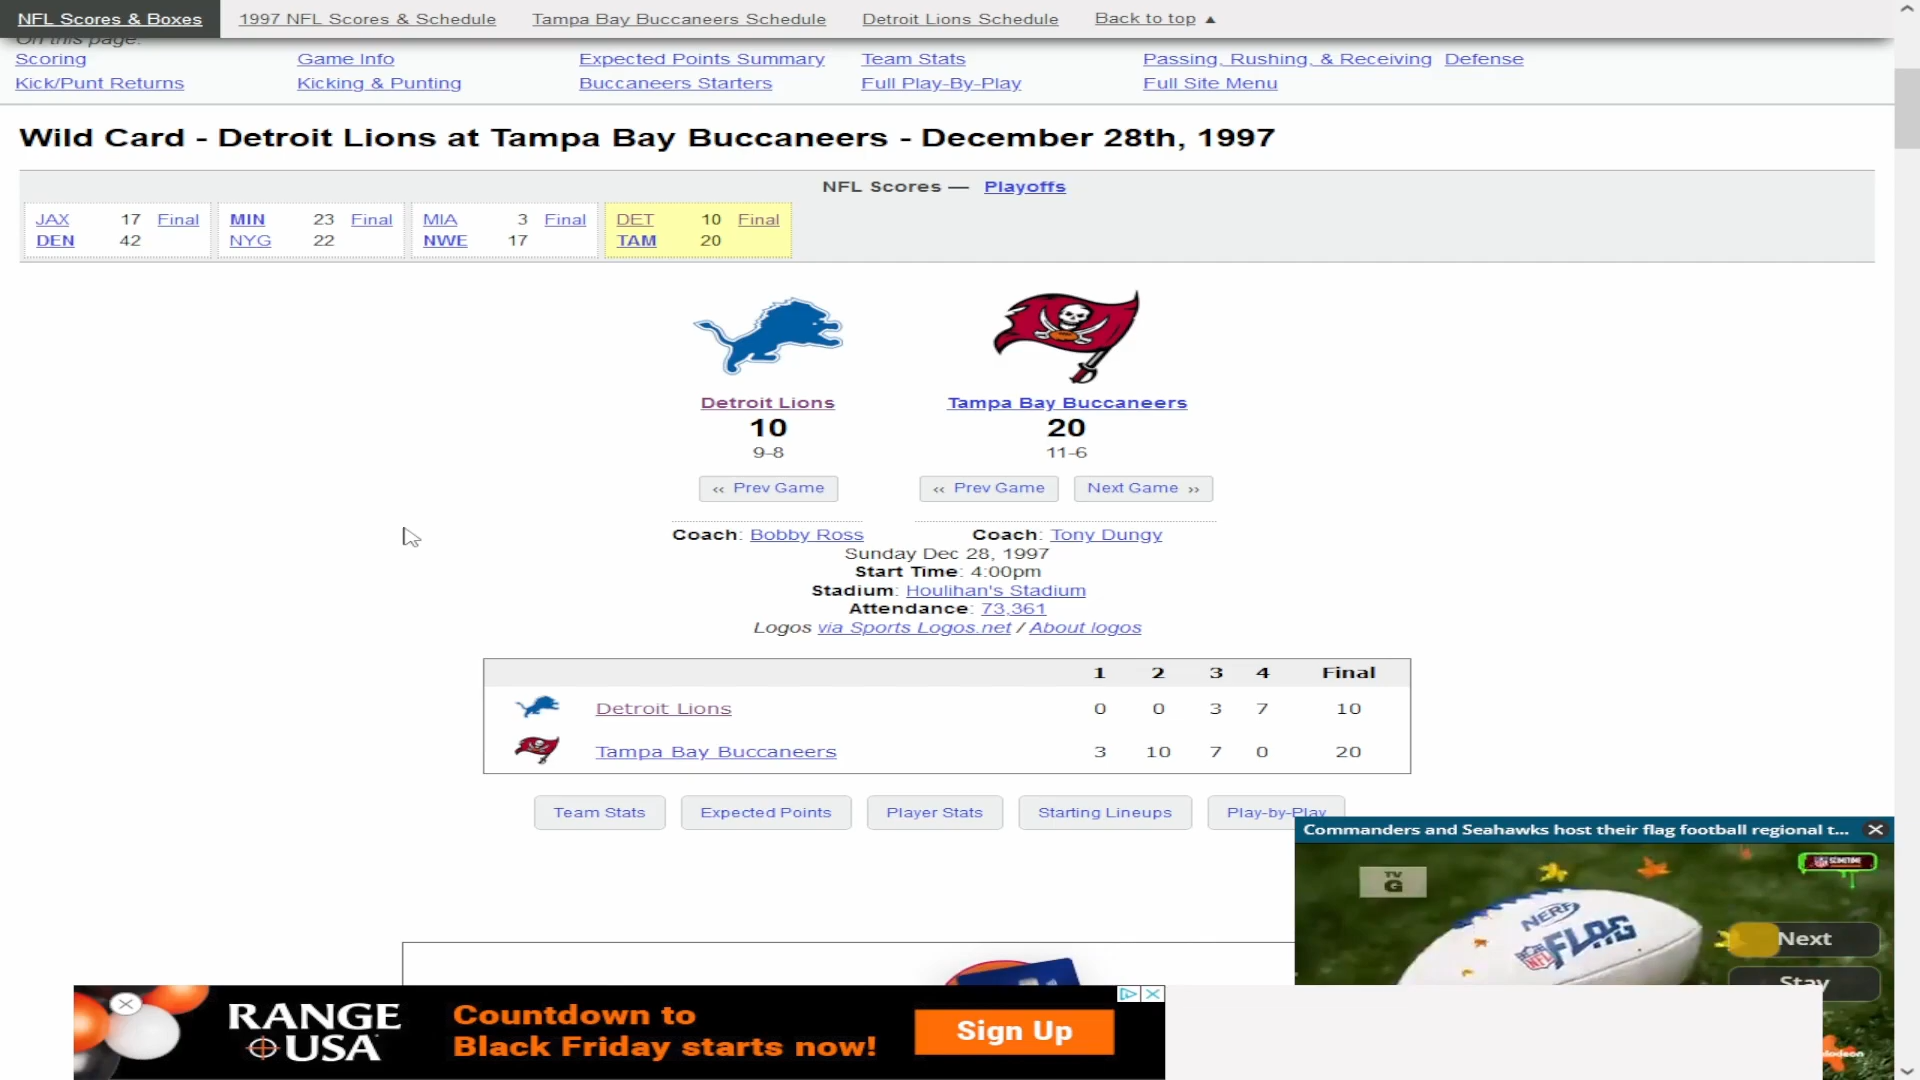 NFL Scores & Boxes 1997 NFL Scores & Schedule Tampa Bay Buccaneers Schedule Detroit Lions Schedule Back to top ▲
On this page:
Scoring Game Info Expected Points Summary Team Stats Passing, Rushing, & Receiving Defense
Kick/Punt Returns Kicking & Punting Buccaneers Starters Full Play-By-Play Full Site Menu
Wild Card - Detroit Lions at Tampa Bay Buccaneers - December 28th, 1997
NFL Scores — Playoffs
JAX 17 Final MIN 23 Final MIA 3 Final DET 10 Final
DEN 42 NYG 22 NWE 17 TAM 20
Detroit Lions Tampa Bay Buccaneers
10 20
9-8 11-6
‹‹ Prev Game ‹‹ Prev Game Next Game ››
Coach: Bobby Ross Coach: Tony Dungy
Sunday Dec 28, 1997
Start Time: 4:00pm
Stadium: Houlihan's Stadium
Attendance: 73,361
Logos via Sports Logos.net / About logos
1 2 3 4 Final
Detroit Lions 0 0 3 7 10
Tampa Bay Buccaneers 3 10 7 0 20
Team Stats Expected Points Player Stats Starting Lineups Play-by-Play
Commanders and Seahawks host their flag football regional t...
TV
G
NERF
NFL FLAG
Next
Stay
RANGE
USA
Countdown to
Black Friday starts now!
Sign Up